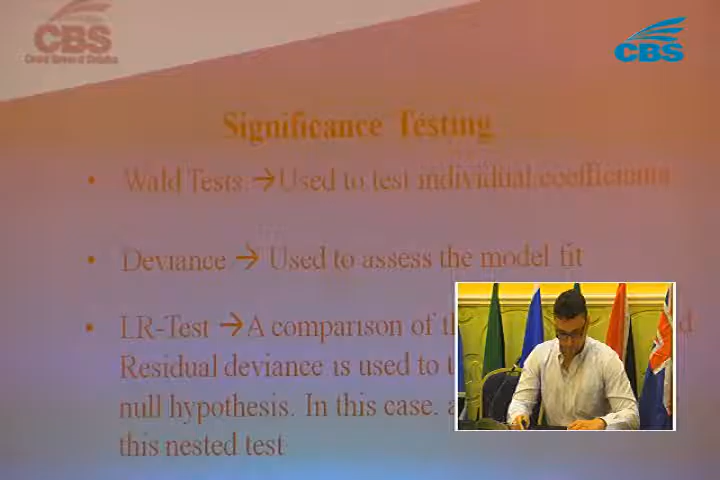 CBS
CBS
Significance Testing
• Wald Tests → Used to test individual coefficients
• Deviance → Used to assess the model fit
• LR-Test → A comparison of
Residual deviance is used to
null hypothesis. In this case,
this nested test